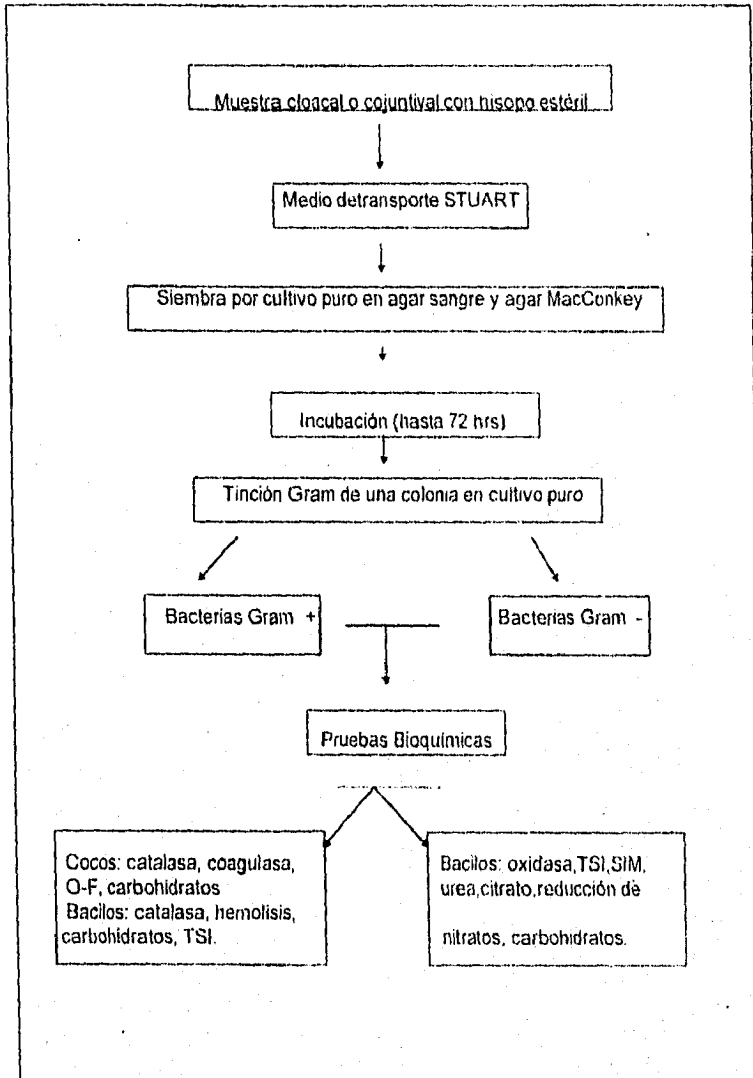 Muestra cloacal o cojuntival con hisopo estéril
Medio detransporte STUART
Siembra por cultivo puro en agar sangre y agar MacConkey
Incubación (hasta 72 hrs)
Tinción Gram de una colonia en cultivo puro
Bacterias Gram +
Bacterias Gram -
Pruebas Bioquímicas
Cocos: catalasa, coagulasa,
O-F, carbohidratos
Bacilos: catalasa, hemolisis,
carbohidratos, TSI.
Bacilos: oxidasa,TSI,SIM,
urea,citrato,reducción de
nitratos, carbohidratos.